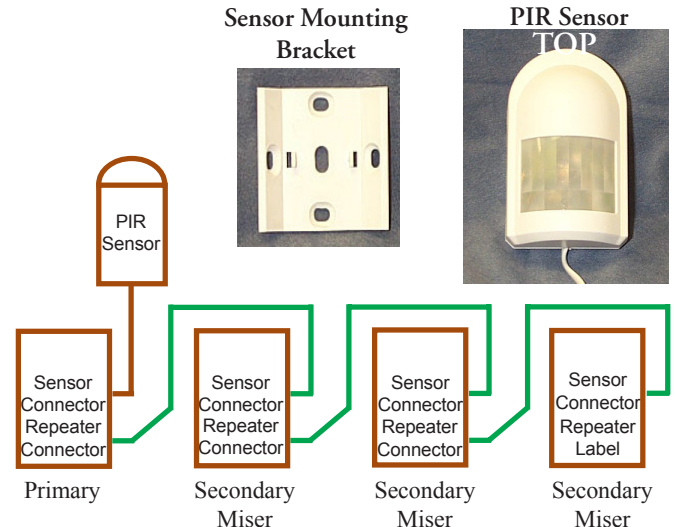 Sensor Mounting
Bracket
PIR Sensor
TOP
PIR
Sensor
Sensor
Connector
Repeater
Connector
Sensor
Connector
Repeater
Connector
Sensor
Connector
Repeater
Connector
Sensor
Connector
Repeater
Label
Primary
Secondary
Miser
Secondary
Miser
Secondary
Miser